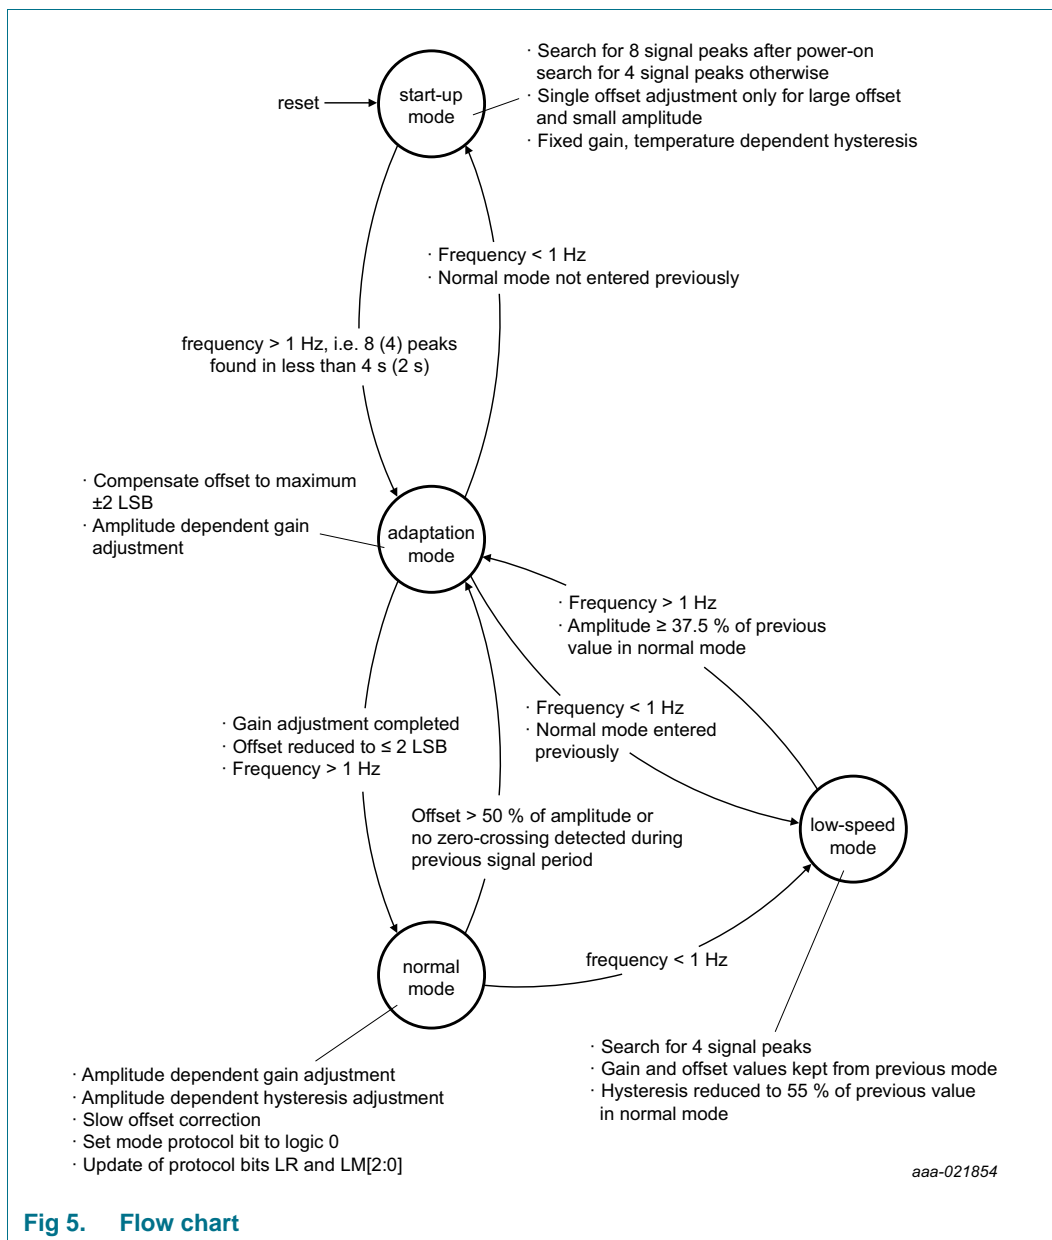 · Search for 8 signal peaks after power-on
search for 4 signal peaks otherwise
· Single offset adjustment only for large offset
and small amplitude
· Fixed gain, temperature dependent hysteresis
reset
start-up
mode
· Frequency < 1 Hz
· Normal mode not entered previously
frequency > 1 Hz, i.e. 8 (4) peaks
found in less than 4 s (2 s)
· Compensate offset to maximum
±2 LSB
· Amplitude dependent gain
adjustment
adaptation
mode
· Frequency > 1 Hz
· Amplitude ≥ 37.5 % of previous
value in normal mode
· Frequency < 1 Hz
· Normal mode entered
previously
· Gain adjustment completed
· Offset reduced to ≤ 2 LSB
· Frequency > 1 Hz
Offset > 50 % of amplitude or
no zero-crossing detected during
previous signal period
low-speed
mode
frequency < 1 Hz
normal
mode
· Search for 4 signal peaks
· Gain and offset values kept from previous mode
· Hysteresis reduced to 55 % of previous value
in normal mode
· Amplitude dependent gain adjustment
· Amplitude dependent hysteresis adjustment
· Slow offset correction
· Set mode protocol bit to logic 0
· Update of protocol bits LR and LM[2:0]
aaa-021854
Fig 5. Flow chart